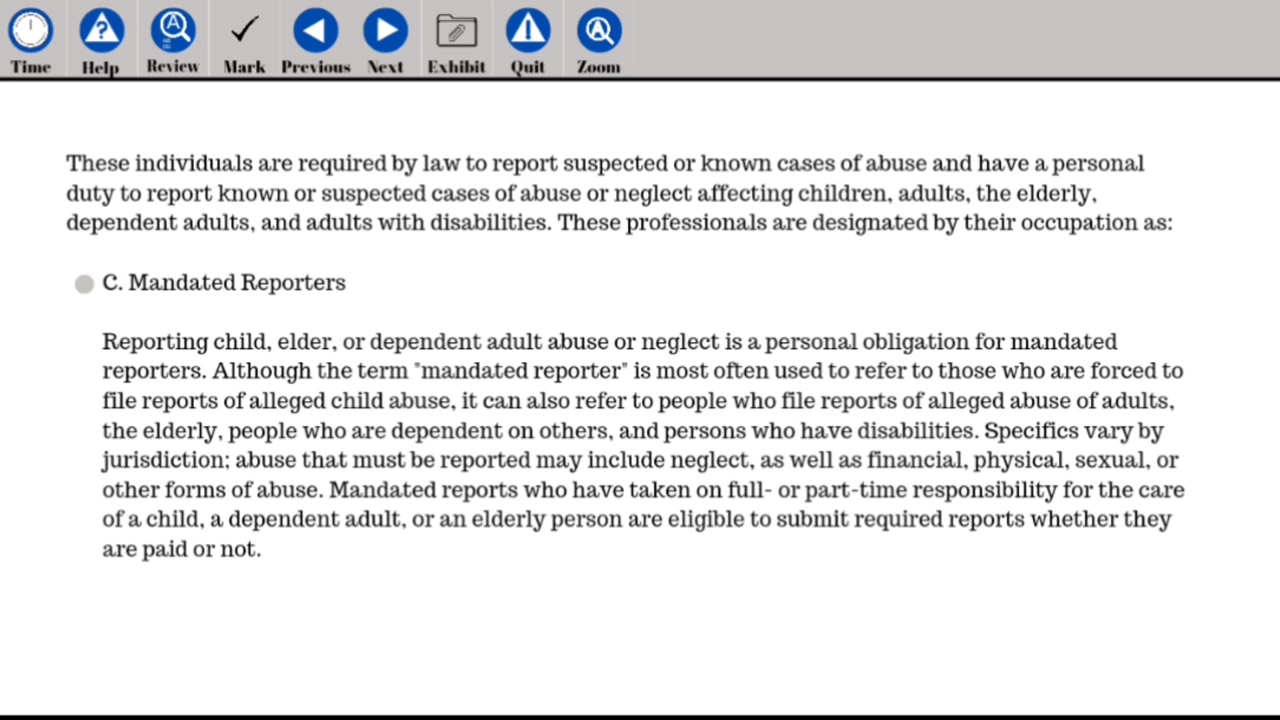 Time Help Review Mark Previous Next Exhibit Quit Zoom
These individuals are required by law to report suspected or known cases of abuse and have a personal
duty to report known or suspected cases of abuse or neglect affecting children, adults, the elderly,
dependent adults, and adults with disabilities. These professionals are designated by their occupation as:
C. Mandated Reporters
Reporting child, elder, or dependent adult abuse or neglect is a personal obligation for mandated
reporters. Although the term "mandated reporter" is most often used to refer to those who are forced to
file reports of alleged child abuse, it can also refer to people who file reports of alleged abuse of adults,
the elderly, people who are dependent on others, and persons who have disabilities. Specifics vary by
jurisdiction; abuse that must be reported may include neglect, as well as financial, physical, sexual, or
other forms of abuse. Mandated reports who have taken on full- or part-time responsibility for the care
of a child, a dependent adult, or an elderly person are eligible to submit required reports whether they
are paid or not.